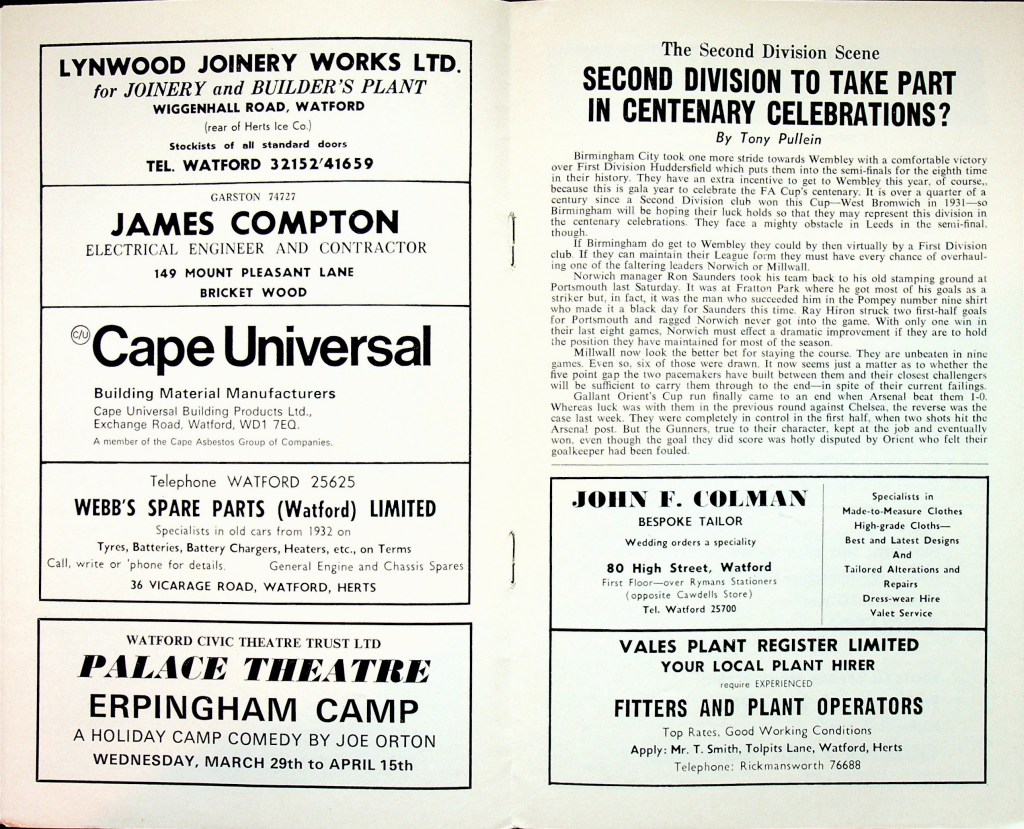 LYNWOOD JOINERY WORKS LTD.
for JOINERY and BUILDER'S PLANT
WIGGENHALL ROAD, WATFORD
(rear of Herts Ice Co.)
Stockists of all standard doors
TEL. WATFORD 32152'41659
GARSTON 74727
JAMES COMPTON
ELECTRICAL ENGINEER AND CONTRACTOR
149 MOUNT PLEASANT LANE
BRICKET WOOD
C/U Cape Universal
Building Material Manufacturers
Cape Universal Building Products Ltd.,
Exchange Road, Watford, WD1 7EQ.
A member of the Cape Asbestos Group of Companies.
Telephone WATFORD 25625
WEBB'S SPARE PARTS (Watford) LIMITED
Specialists in old cars from 1932 on
Tyres, Batteries, Battery Chargers, Heaters, etc., on Terms
Call, write or 'phone for details. General Engine and Chassis Spares
36 VICARAGE ROAD, WATFORD, HERTS
WATFORD CIVIC THEATRE TRUST LTD
PALACE THEATRE
ERPINGHAM CAMP
A HOLIDAY CAMP COMEDY BY JOE ORTON
WEDNESDAY, MARCH 29th to APRIL 15th
The Second Division Scene
SECOND DIVISION TO TAKE PART
IN CENTENARY CELEBRATIONS?
By Tony Pullein
Birmingham City took one more stride towards Wembley with a comfortable victory
over First Division Huddersfield which puts them into the semi-finals for the eighth time
in their history. They have an extra incentive to get to Wembley this year, of course,,
because this is gala year to celebrate the FA Cup's centenary. It is over a quarter of a
century since a Second Division club won this Cup—West Bromwich in 1931—so
Birmingham will be hoping their luck holds so that they may represent this division in
the centenary celebrations. They face a mighty obstacle in Leeds in the semi-final,
though.
If Birmingham do get to Wembley they could by then virtually by a First Division
club. If they can maintain their League form they must have every chance of overhaul-
ing one of the faltering leaders Norwich or Millwall.
Norwich manager Ron Saunders took his team back to his old stamping ground at
Portsmouth last Saturday. It was at Fratton Park where he got most of his goals as a
striker but, in fact, it was the man who succeeded him in the Pompey number nine shirt
who made it a black day for Saunders this time. Ray Hiron struck two first-half goals
for Portsmouth and ragged Norwich never got into the game. With only one win in
their last eight games, Norwich must effect a dramatic improvement if they are to hold
the position they have maintained for most of the season.
Millwall now look the better bet for staying the course. They are unbeaten in nine
games. Even so, six of those were drawn. It now seems just a matter as to whether the
five point gap the two pacemakers have built between them and their closest challengers
will be sufficient to carry them through to the end—in spite of their current failings.
Gallant Orient's Cup run finally came to an end when Arsenal beat them 1-0.
Whereas luck was with them in the previous round against Chelsea, the reverse was the
case last week. They were completely in control in the first half, when two shots hit the
Arsenal post. But the Gunners, true to their character, kept at the job and eventually
won, even though the goal they did score was hotly disputed by Orient who felt their
goalkeeper had been fouled.
JOHN F. COLMAN
BESPOKE TAILOR
Wedding orders a speciality
80 High Street, Watford
First Floor—over Rymans Stationers
(opposite Cawdells Store)
Tel. Watford 25700
Specialists in
Made-to-Measure Clothes
High-grade Cloths—
Best and Latest Designs
And
Tailored Alterations and
Repairs
Dress-wear Hire
Valet Service
VALES PLANT REGISTER LIMITED
YOUR LOCAL PLANT HIRER
require EXPERIENCED
FITTERS AND PLANT OPERATORS
Top Rates, Good Working Conditions
Apply: Mr. T. Smith, Tolpits Lane, Watford, Herts
Telephone: Rickmansworth 76688